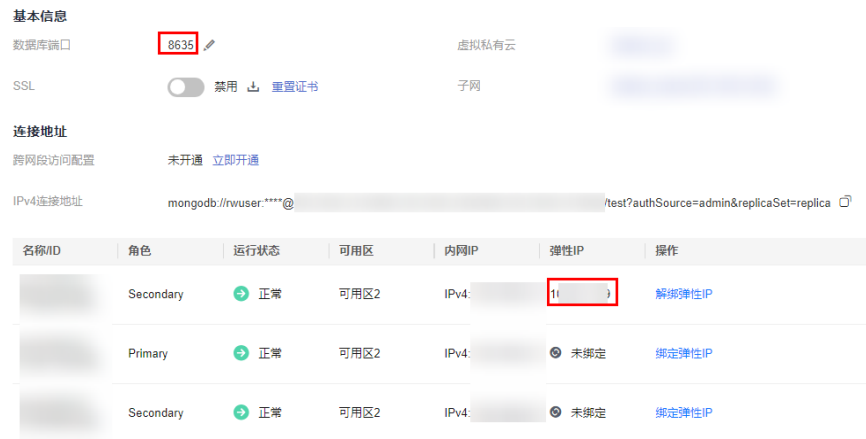 基本信息
数据库端口 8635 虚拟私有云
SSL 禁用 重置证书 子网
连接地址
跨网段访问配置 未开通 立即开通
IPv4连接地址 mongodb://rwuser:****@ /test?authSource=admin&replicaSet=replica
名称/ID 角色 运行状态 可用区 内网IP 弹性IP 操作
Secondary 正常 可用区2 IPv4: 解绑弹性IP
Primary 正常 可用区2 IPv4: 未绑定 绑定弹性IP
Secondary 正常 可用区2 IPv4: 未绑定 绑定弹性IP